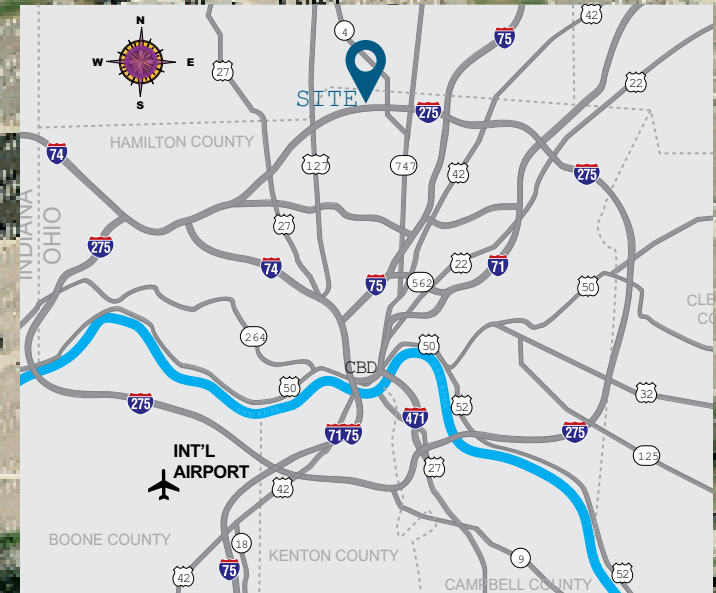 N
W E
S
SITE
42
4
75
27
22
275
HAMILTON COUNTY
74
127
747
42
275
INDIANA
OHIO
27
275
74
22
71
75
562
50
CLE
CO
264
50
CBD
50
32
275
52
471
71 75
275
125
INT'L
AIRPORT
27
42
BOONE COUNTY
18
KENTON COUNTY
9
75
42
52
CAMPBELL COUNTY